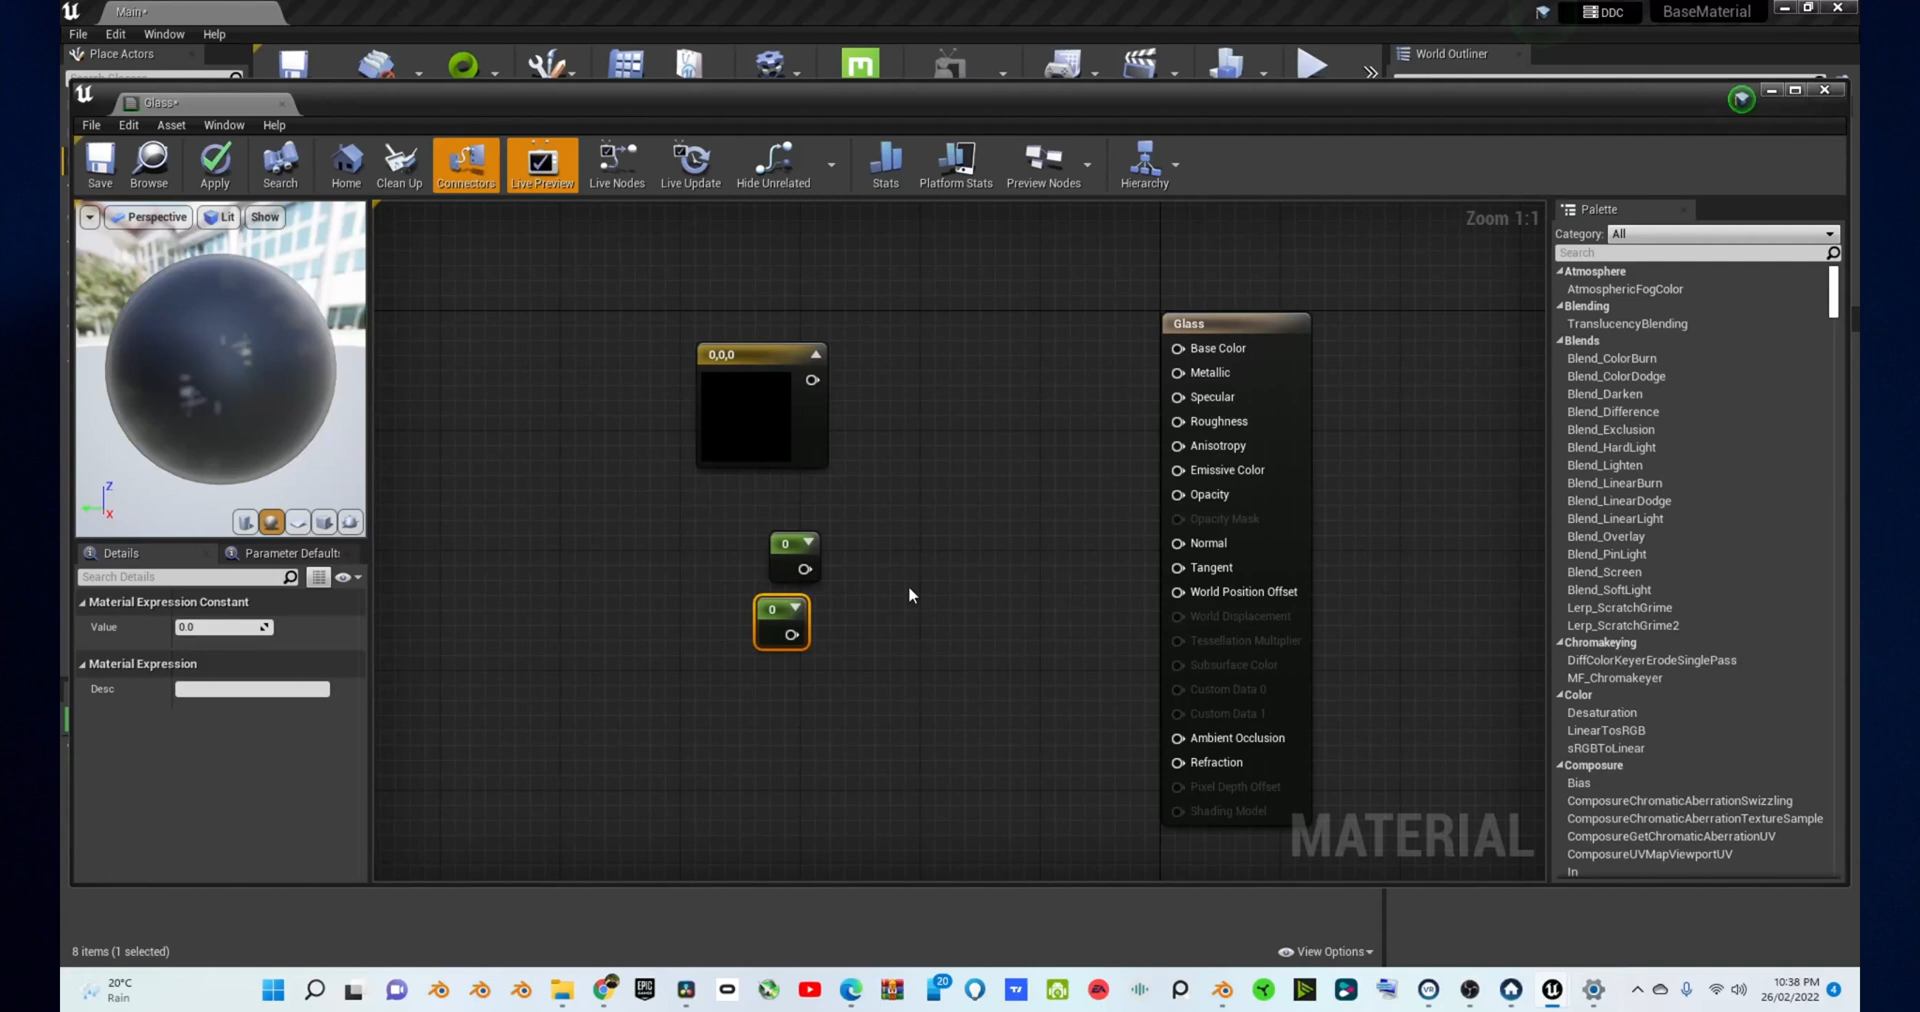 Main*
DDC
BaseMaterial
File Edit Window Help
Place Actors
World Outliner
Glass*
File Edit Asset Window Help
Save Browse Apply Search Home Clean Up Connectors Live Preview Live Nodes Live Update Hide Unrelated Stats Platform Stats Preview Nodes Hierarchy
Perspective Lit Show
Z
X
Details
Parameter Default
Search Details
Material Expression Constant
Value 0.0
Material Expression
Desc
Zoom 1:1
0,0,0
0
0
Glass
Base Color
Metallic
Specular
Roughness
Anisotropy
Emissive Color
Opacity
Opacity Mask
Normal
Tangent
World Position Offset
World Displacement
Tessellation Multiplier
Subsurface Color
Custom Data 0
Custom Data 1
Ambient Occlusion
Refraction
Pixel Depth Offset
Shading Model
MATERIAL
Palette
Category: All
Search
Atmosphere
AtmosphericFogColor
Blending
TranslucencyBlending
Blends
Blend_ColorBurn
Blend_ColorDodge
Blend_Darken
Blend_Difference
Blend_Exclusion
Blend_HardLight
Blend_Lighten
Blend_LinearBurn
Blend_LinearDodge
Blend_LinearLight
Blend_Overlay
Blend_PinLight
Blend_Screen
Blend_SoftLight
Lerp_ScratchGrime
Lerp_ScratchGrime2
Chromakeying
DiffColorKeyerErodeSinglePass
MF_Chromakeyer
Color
Desaturation
LinearTosRGB
sRGBToLinear
Composure
Bias
ComposureChromaticAberrationSwizzling
ComposureChromaticAberrationTextureSample
ComposureGetChromaticAberrationUV
ComposureUVMapViewportUV
In
8 items (1 selected)
View Options
20°C
Rain
EPIC
20
EA
VR
10:38 PM
26/02/2022
4